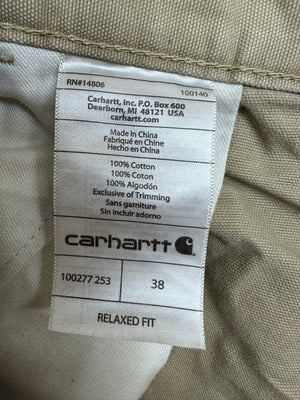 RN#14806 100140
Carhartt, Inc. P.O. Box 600
Dearborn, MI 48121 USA
carhartt.com
Made in China
Fabriqué en Chine
Hecho en China
100% Cotton
100% Coton
100% Algodón
Exclusive of Trimming
Sans garniture
Sin incluir adorno
carhartt
100277 253 38
RELAXED FIT